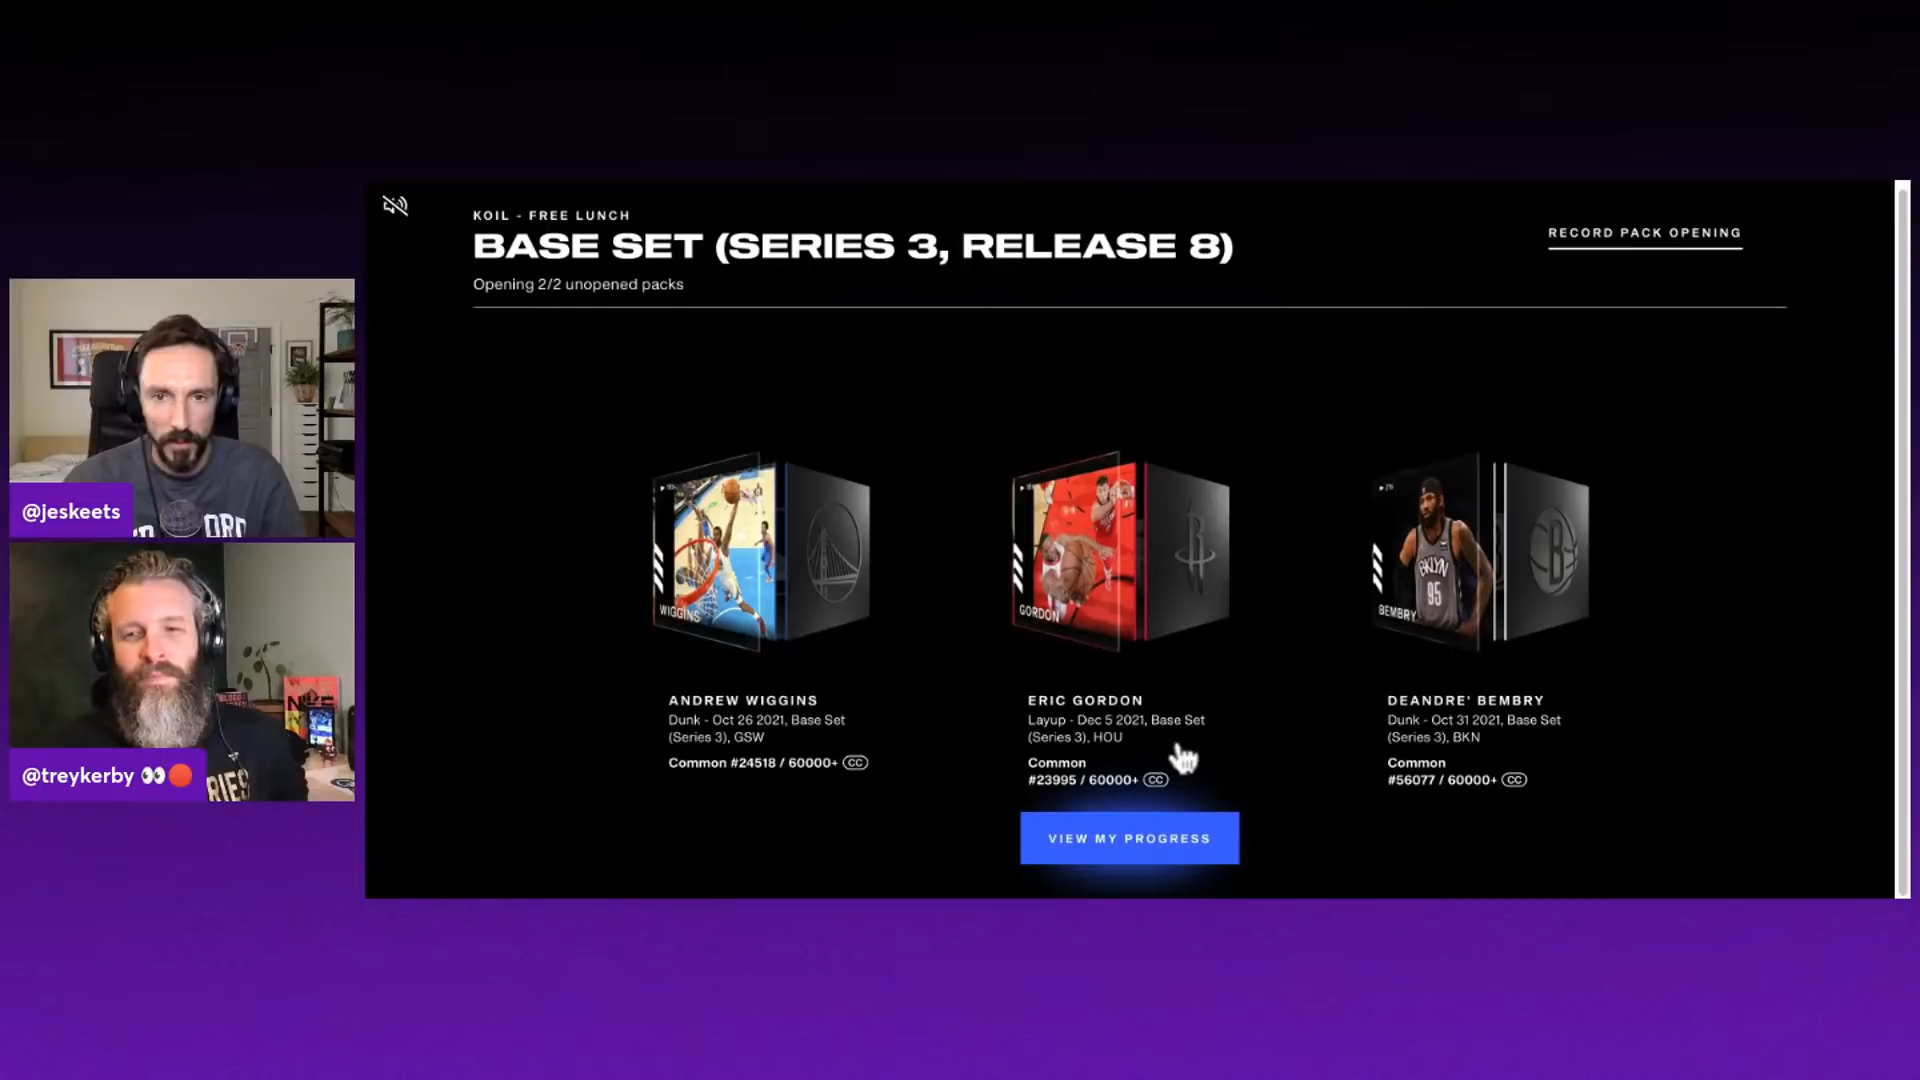 KOIL - FREE LUNCH
BASE SET (SERIES 3, RELEASE 8)
Opening 2/2 unopened packs
RECORD PACK OPENING
@jeskeets
@treykerby 👀🔴
NIKE
WIGGINS
GORDON
BKLYN
95
BEMBRY
ANDREW WIGGINS
Dunk - Oct 26 2021, Base Set
(Series 3), GSW
Common #24518 / 60000+ CC
ERIC GORDON
Layup - Dec 5 2021, Base Set
(Series 3), HOU
Common
#23995 / 60000+ CC
DEANDRE' BEMBRY
Dunk - Oct 31 2021, Base Set
(Series 3), BKN
Common
#56077 / 60000+ CC
VIEW MY PROGRESS